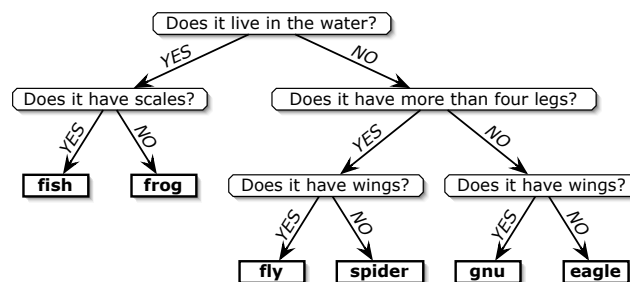 Does it live in the water?
YES
NO
Does it have scales?
Does it have more than four legs?
YES
NO
YES
NO
fish
frog
Does it have wings?
Does it have wings?
YES
NO
YES
NO
fly
spider
gnu
eagle